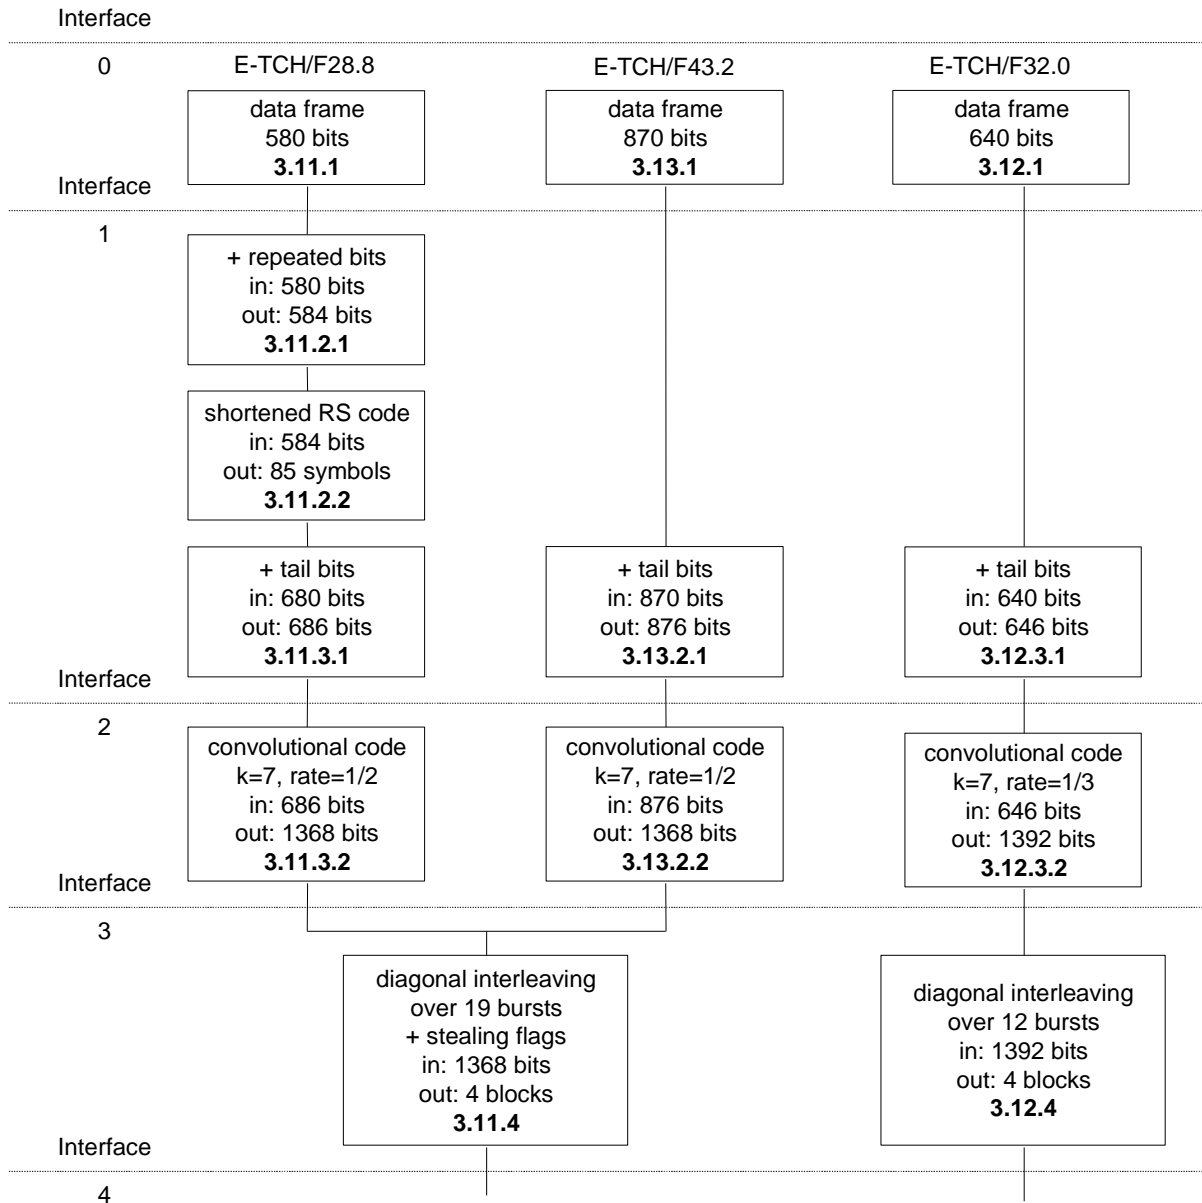 Interface
0
E-TCH/F28.8
E-TCH/F43.2
E-TCH/F32.0
data frame
580 bits
3.11.1
data frame
870 bits
3.13.1
data frame
640 bits
3.12.1
Interface
1
+ repeated bits
in: 580 bits
out: 584 bits
3.11.2.1
shortened RS code
in: 584 bits
out: 85 symbols
3.11.2.2
+ tail bits
in: 680 bits
out: 686 bits
3.11.3.1
+ tail bits
in: 870 bits
out: 876 bits
3.13.2.1
+ tail bits
in: 640 bits
out: 646 bits
3.12.3.1
Interface
2
convolutional code
k=7, rate=1/2
in: 686 bits
out: 1368 bits
3.11.3.2
convolutional code
k=7, rate=1/2
in: 876 bits
out: 1368 bits
3.13.2.2
convolutional code
k=7, rate=1/3
in: 646 bits
out: 1392 bits
3.12.3.2
Interface
3
diagonal interleaving
over 19 bursts
+ stealing flags
in: 1368 bits
out: 4 blocks
3.11.4
diagonal interleaving
over 12 bursts
in: 1392 bits
out: 4 blocks
3.12.4
Interface
4